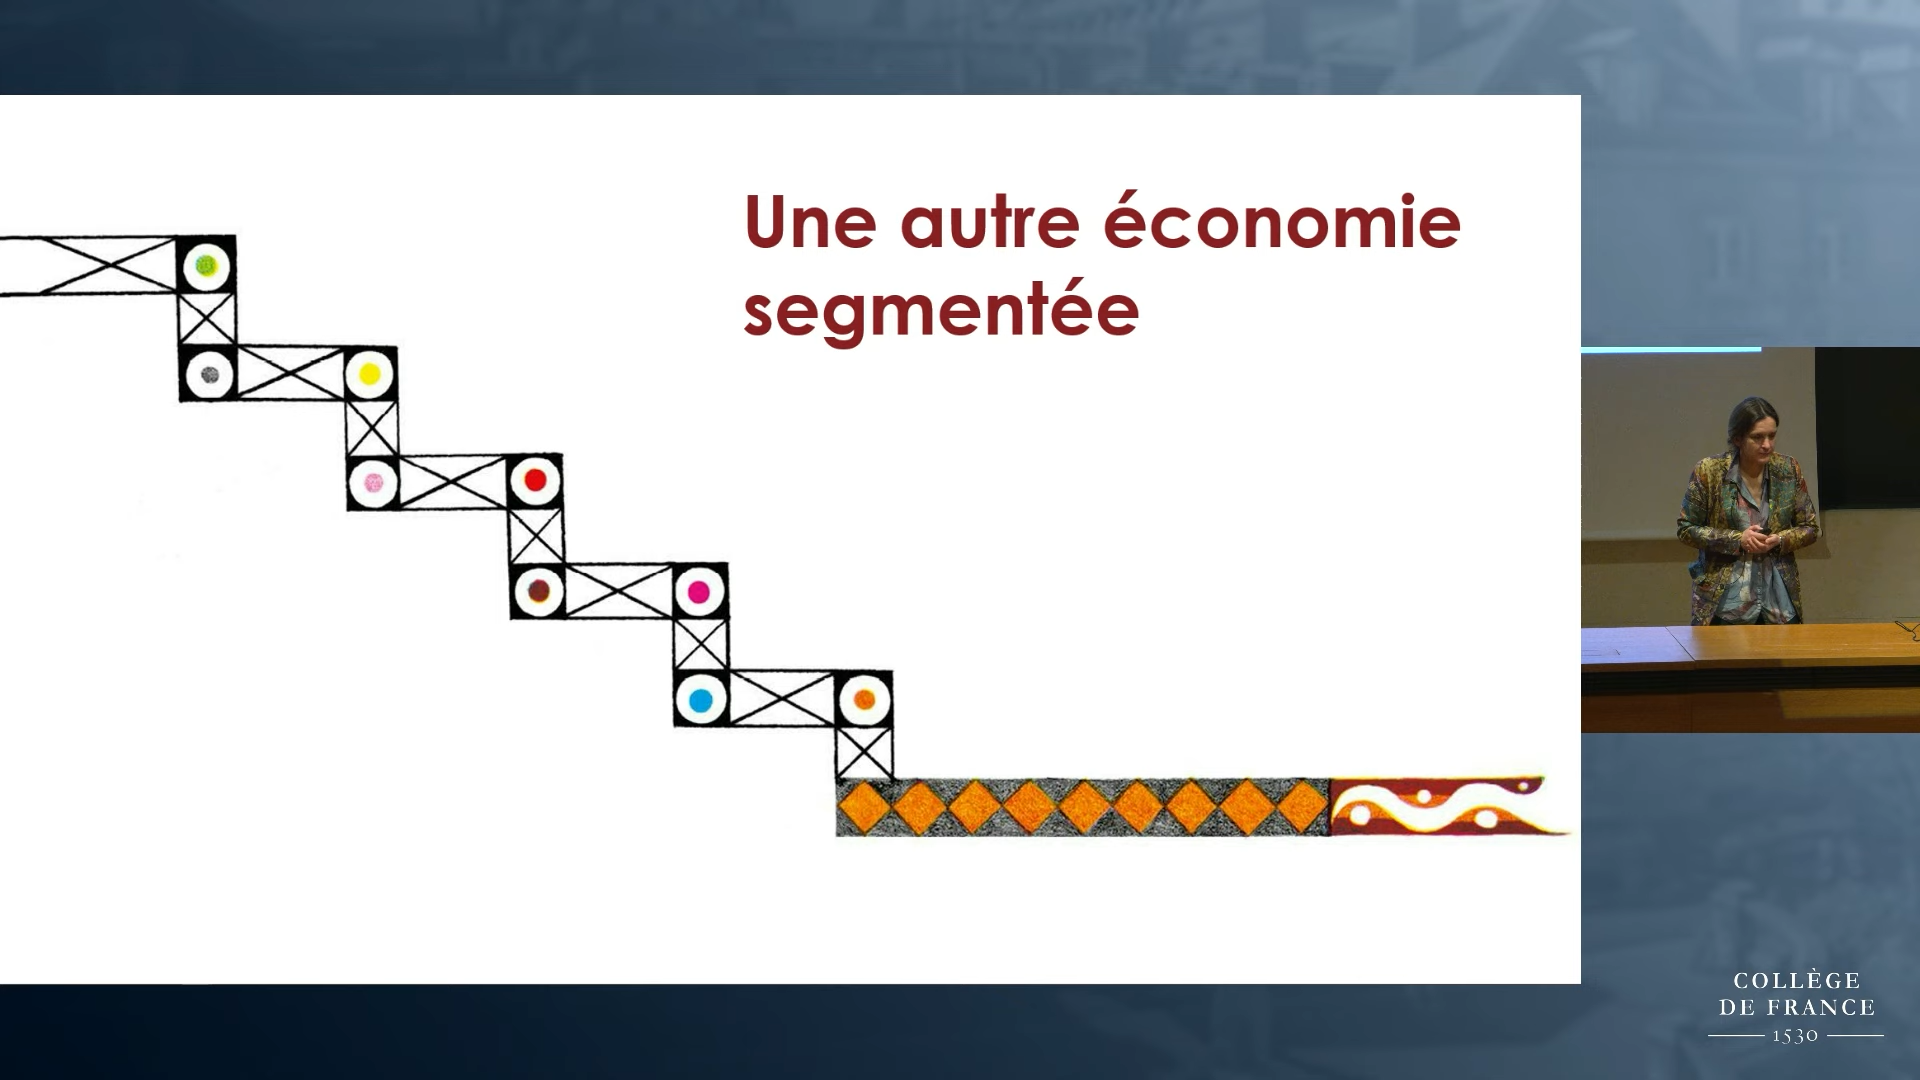 Une autre économie
segmentée
COLLÈGE
DE FRANCE
1530